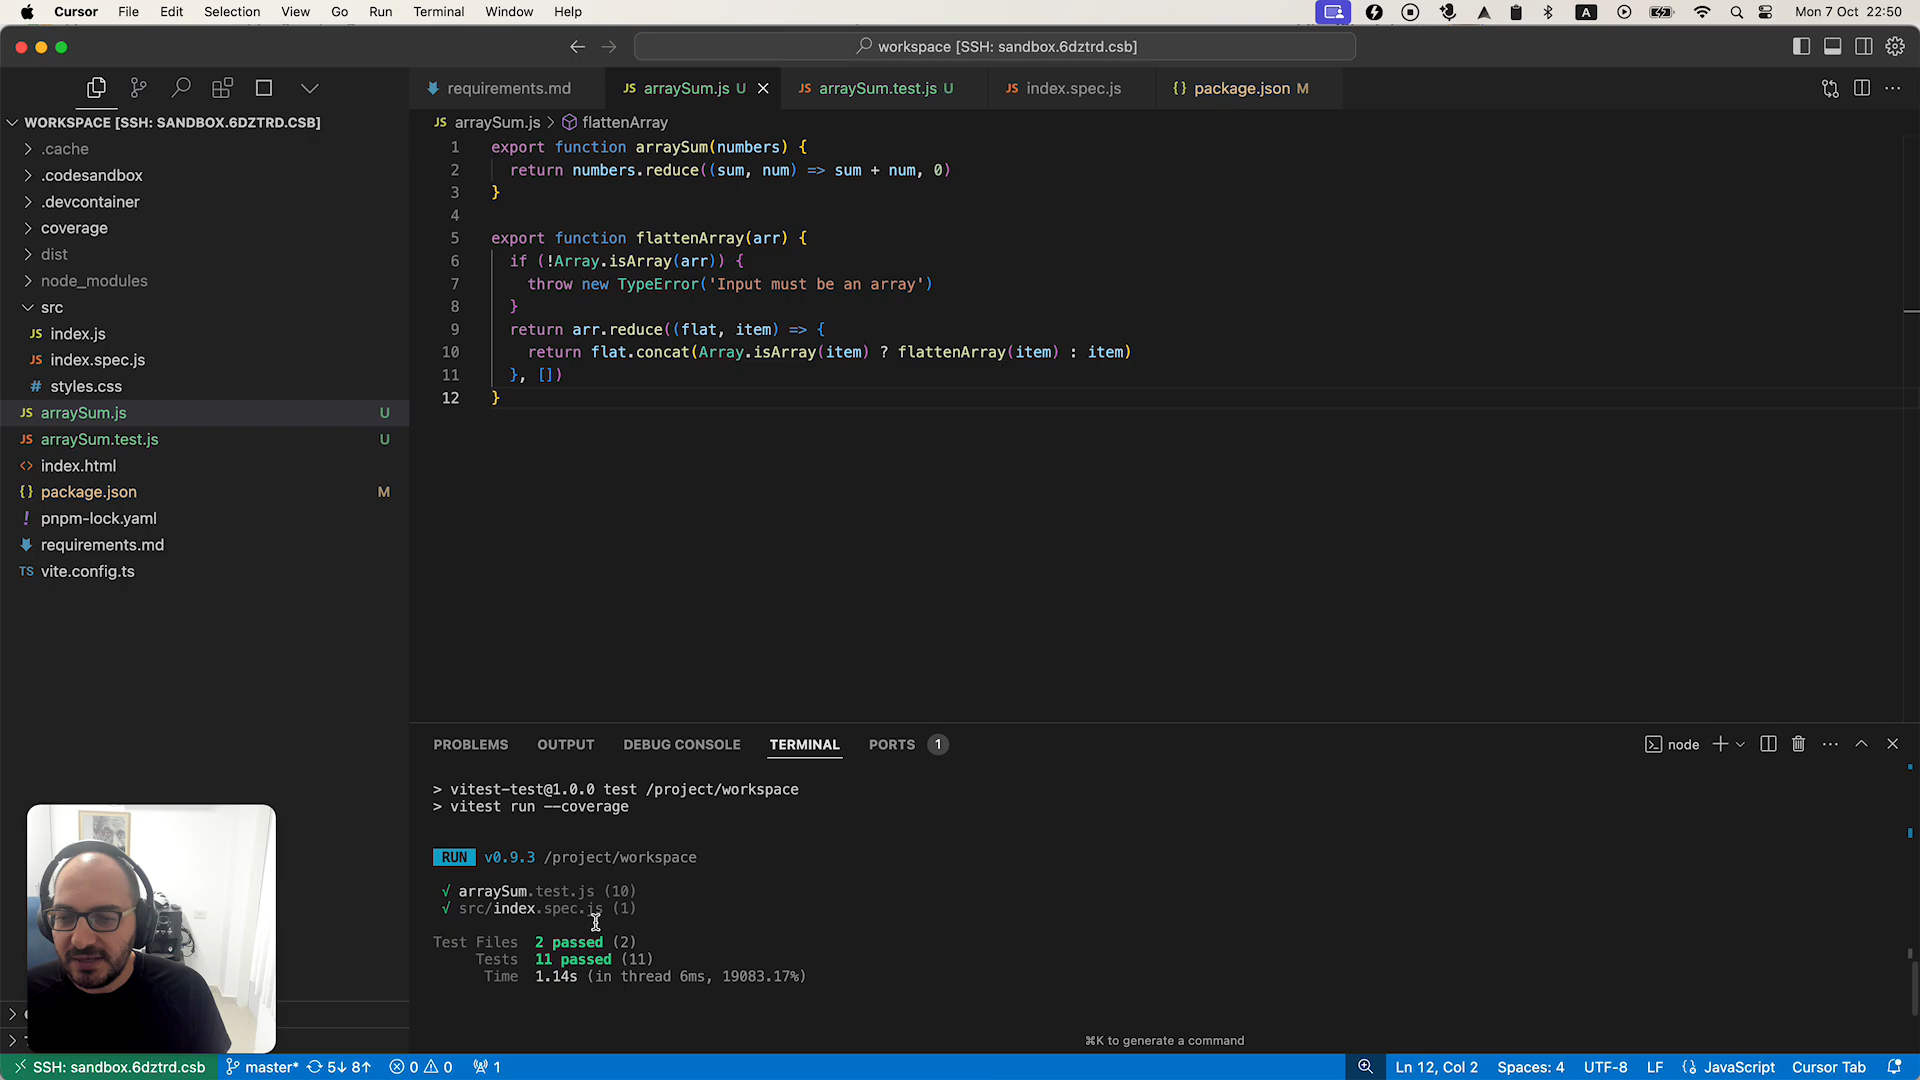 Cursor File Edit Selection View Go Run Terminal Window Help
A
Mon 7 Oct 22:50
workspace [SSH: sandbox.6dztrd.csb]
requirements.md
JS arraySum.js U
JS arraySum.test.js U
JS index.spec.js
{} package.json M
WORKSPACE [SSH: SANDBOX.6DZTRD.CSB]
JS arraySum.js > flattenArray
.cache
.codesandbox
.devcontainer
coverage
dist
node_modules
src
JS index.js
JS index.spec.js
# styles.css
JS arraySum.js U
JS arraySum.test.js U
<> index.html
{} package.json M
! pnpm-lock.yaml
requirements.md
TS vite.config.ts
1 export function arraySum(numbers) {
2 return numbers.reduce((sum, num) => sum + num, 0)
3 }
4
5 export function flattenArray(arr) {
6 if (!Array.isArray(arr)) {
7 throw new TypeError('Input must be an array')
8 }
9 return arr.reduce((flat, item) => {
10 return flat.concat(Array.isArray(item) ? flattenArray(item) : item)
11 }, [])
12 }
PROBLEMS OUTPUT DEBUG CONSOLE TERMINAL PORTS 1
node
> vitest-test@1.0.0 test /project/workspace
> vitest run --coverage
RUN v0.9.3 /project/workspace
√ arraySum.test.js (10)
√ src/index.spec.js (1)
Test Files 2 passed (2)
Tests 11 passed (11)
Time 1.14s (in thread 6ms, 19083.17%)
⌘K to generate a command
SSH: sandbox.6dztrd.csb master* 5↓ 8↑ 0 0 1
Ln 12, Col 2 Spaces: 4 UTF-8 LF {} JavaScript Cursor Tab